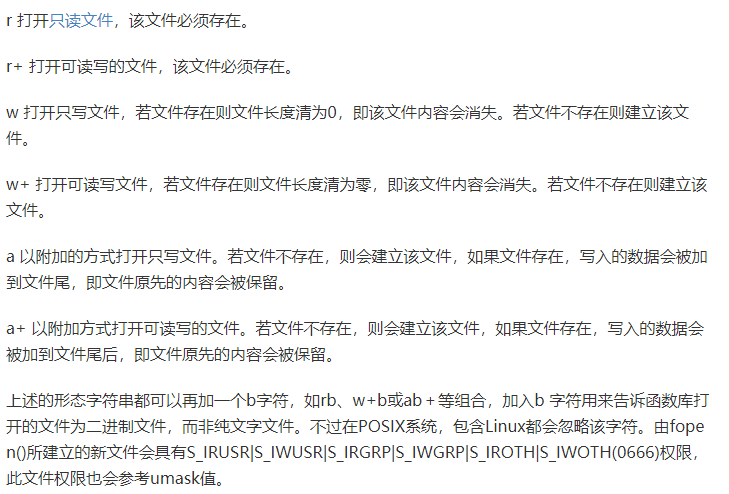 r 打开只读文件，该文件必须存在。
r+ 打开可读写的文件，该文件必须存在。
w 打开只写文件，若文件存在则文件长度清为0，即该文件内容会消失。若文件不存在则建立该文
件。
w+ 打开可读写文件，若文件存在则文件长度清为零，即该文件内容会消失。若文件不存在则建立该
文件。
a 以附加的方式打开只写文件。若文件不存在，则会建立该文件，如果文件存在，写入的数据会被加
到文件尾，即文件原先的内容会被保留。
a+ 以附加方式打开可读写的文件。若文件不存在，则会建立该文件，如果文件存在，写入的数据会
被加到文件尾后，即文件原先的内容会被保留。
上述的形态字符串都可以再加一个b字符，如rb、w+b或ab＋等组合，加入b 字符用来告诉函数库打
开的文件为二进制文件，而非纯文字文件。不过在POSIX系统，包含Linux都会忽略该字符。由fope
n()所建立的新文件会具有S_IRUSR|S_IWUSR|S_IRGRP|S_IWGRP|S_IROTH|S_IWOTH(0666)权限，
此文件权限也会参考umask值。